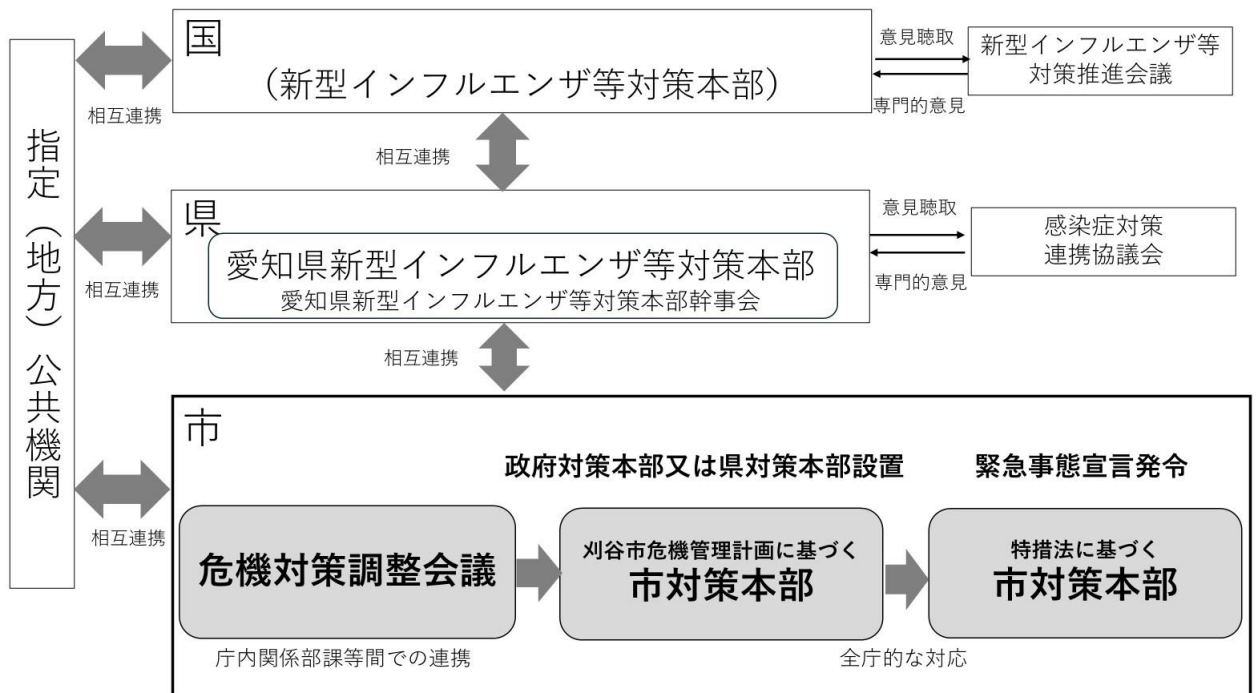 指定（地方）公共機関
国
（新型インフルエンザ等対策本部）
相互連携
意見聴取
専門的意見
新型インフルエンザ等
対策推進会議
相互連携
県
愛知県新型インフルエンザ等対策本部
愛知県新型インフルエンザ等対策本部幹事会
相互連携
意見聴取
専門的意見
感染症対策
連携協議会
相互連携
市
相互連携
政府対策本部又は県対策本部設置
緊急事態宣言発令
危機対策調整会議
刈谷市危機管理計画に基づく
市対策本部
特措法に基づく
市対策本部
庁内関係部課等間での連携
全庁的な対応